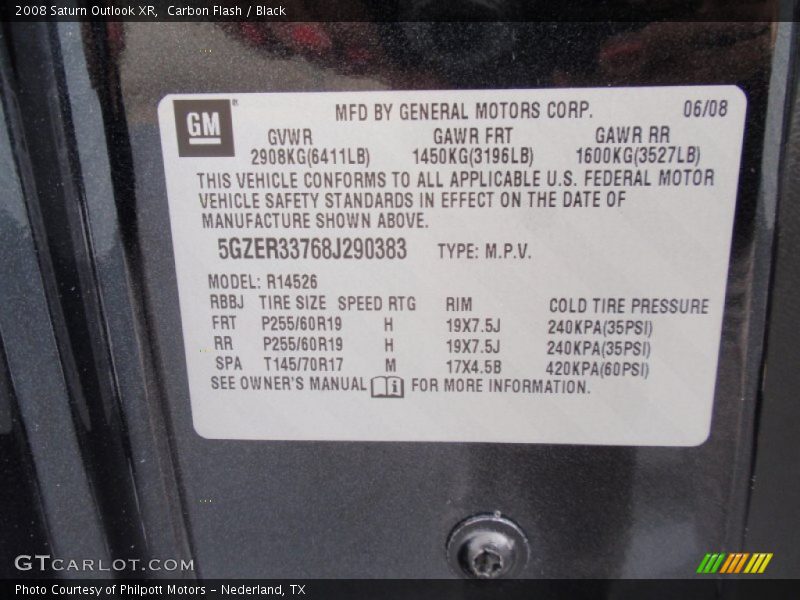 2008 Saturn Outlook XR, Carbon Flash / Black
GM ®
MFD BY GENERAL MOTORS CORP. 06/08
GVWR GAWR FRT GAWR RR
2908KG(6411LB) 1450KG(3196LB) 1600KG(3527LB)
THIS VEHICLE CONFORMS TO ALL APPLICABLE U.S. FEDERAL MOTOR
VEHICLE SAFETY STANDARDS IN EFFECT ON THE DATE OF
MANUFACTURE SHOWN ABOVE.
5GZER33768J290383 TYPE: M.P.V.
MODEL: R14526
RBBJ TIRE SIZE SPEED RTG RIM COLD TIRE PRESSURE
FRT P255/60R19 H 19X7.5J 240KPA(35PSI)
RR P255/60R19 H 19X7.5J 240KPA(35PSI)
SPA T145/70R17 M 17X4.5B 420KPA(60PSI)
SEE OWNER'S MANUAL i FOR MORE INFORMATION.
GTCARLOT.COM
Photo Courtesy of Philpott Motors – Nederland, TX